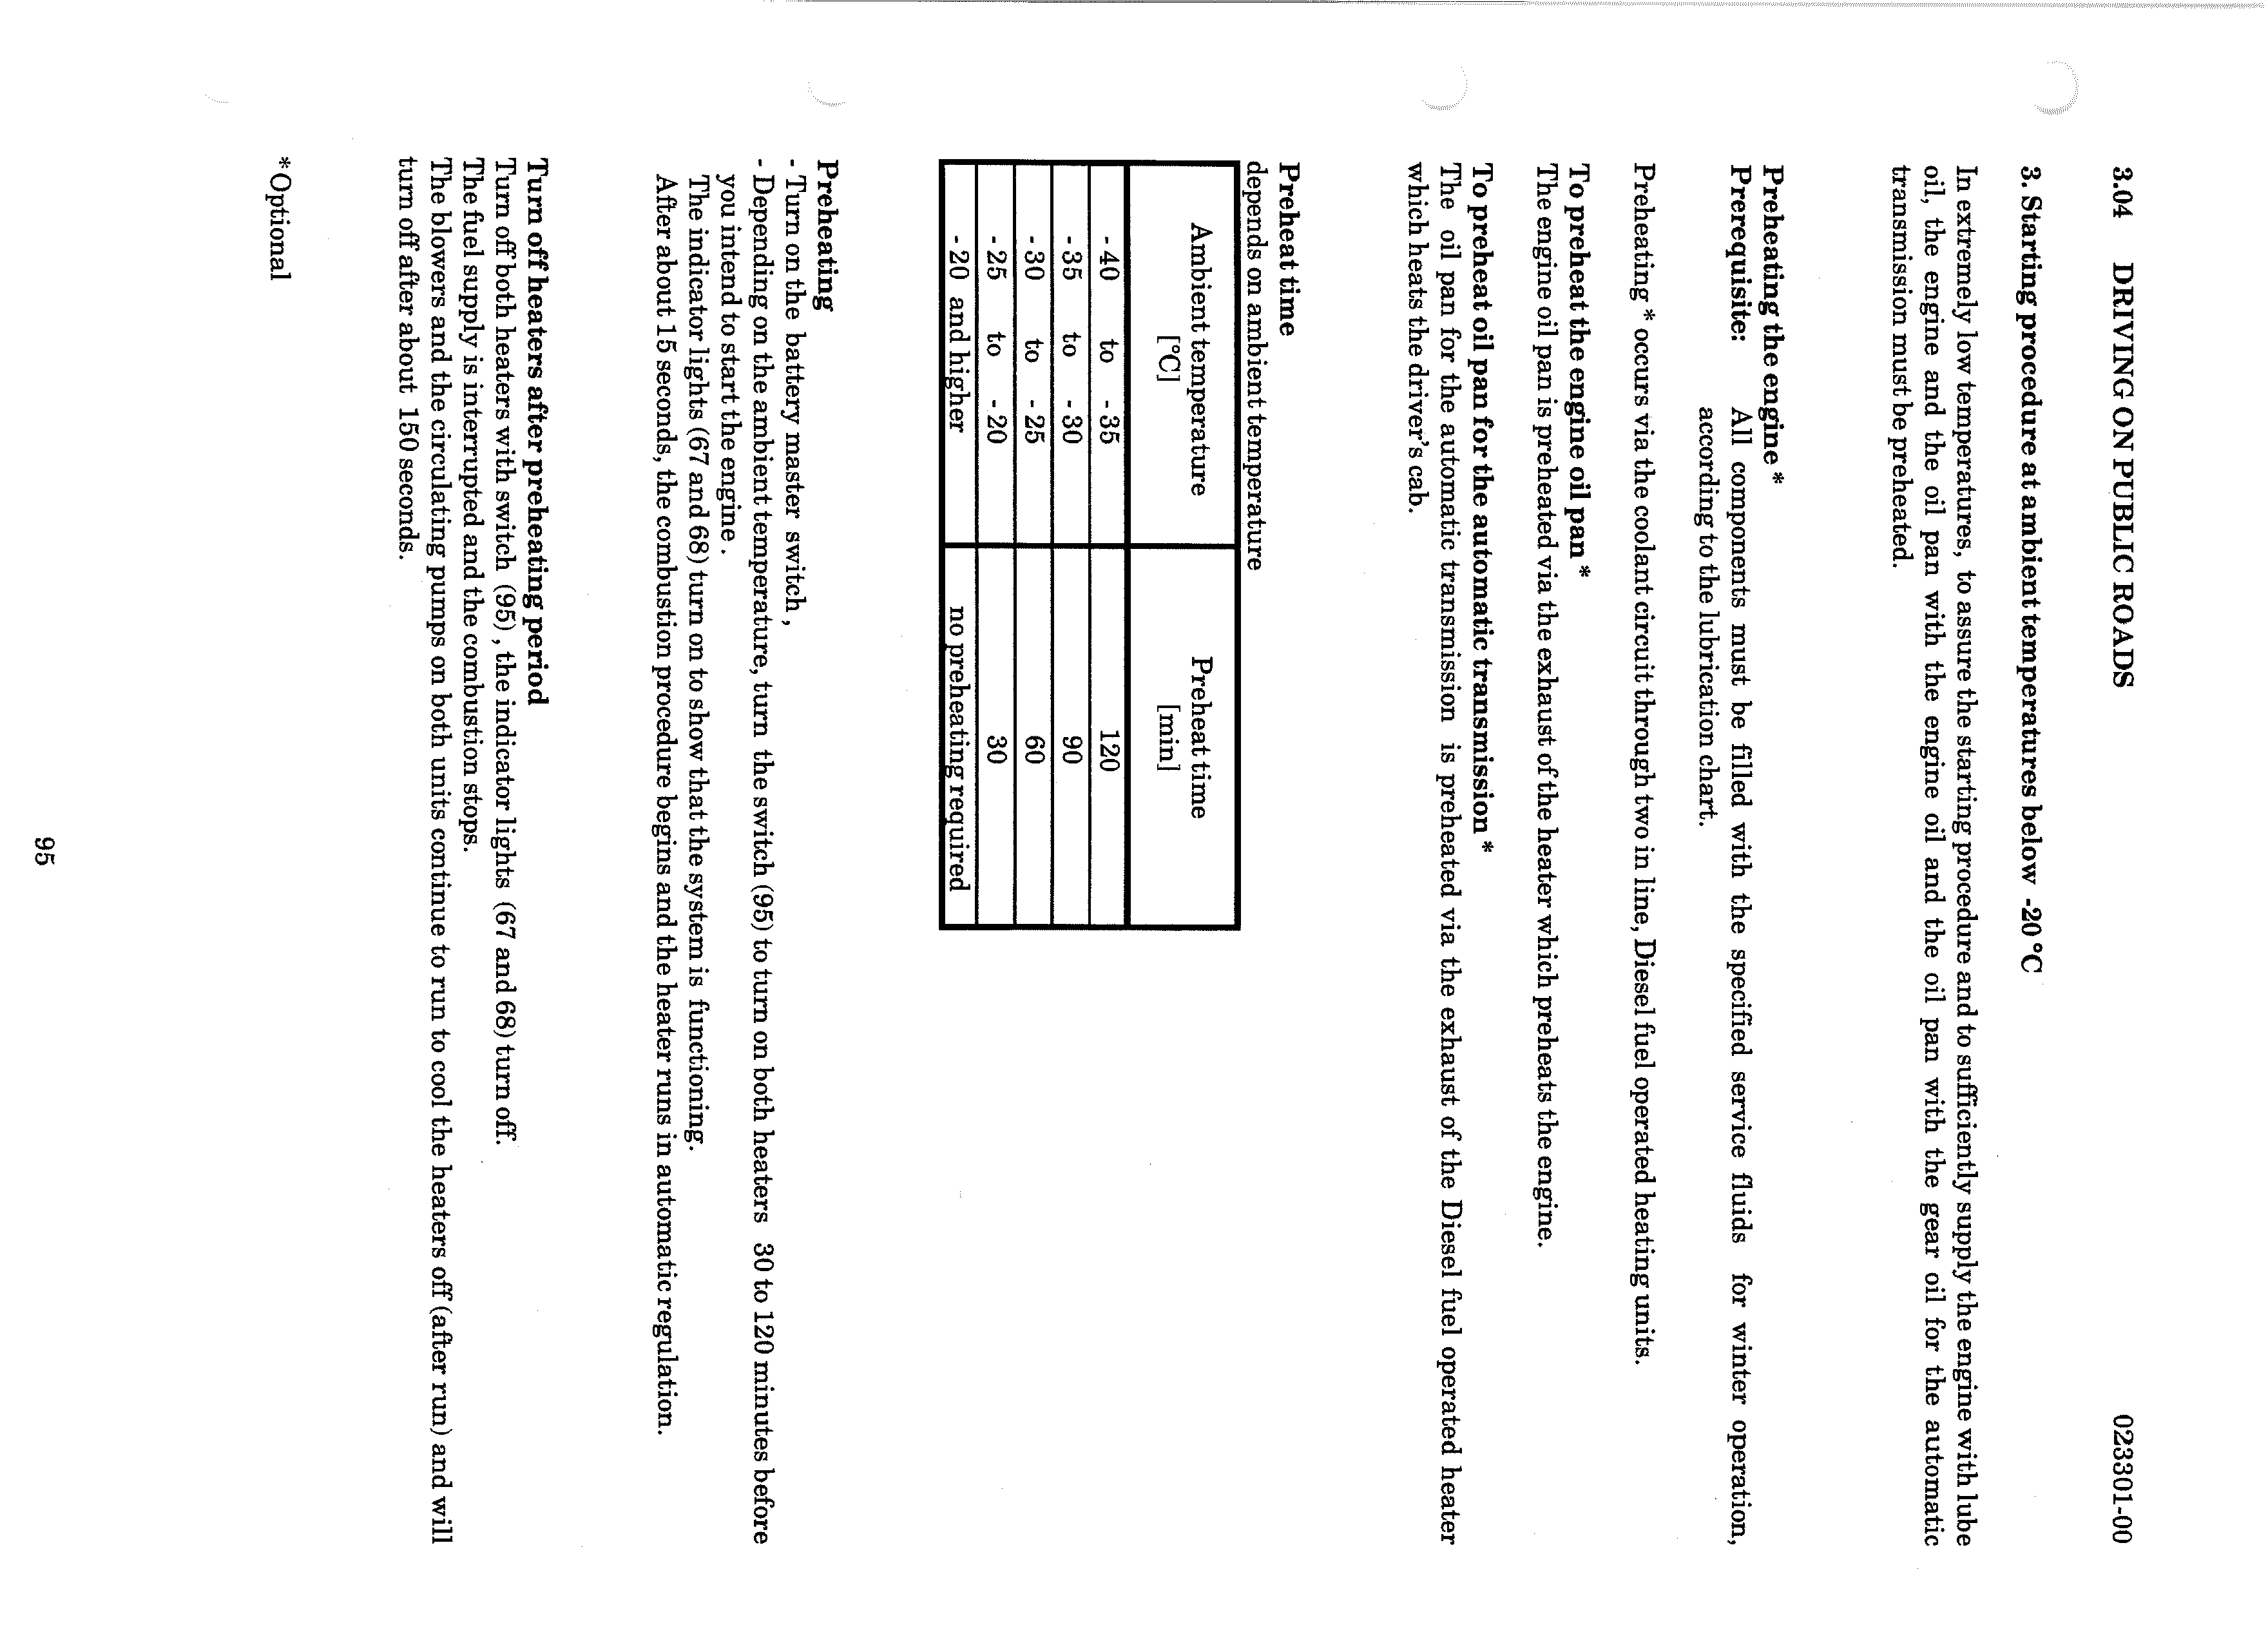 3.04 DRIVING ON PUBLIC ROADS 023301-00
3. Starting procedure at ambient temperatures below -20 °C
In extremely low temperatures, to assure the starting procedure and to sufficiently supply the engine with lube
oil, the engine and the oil pan with the engine oil and the oil pan with the gear oil for the automatic
transmission must be preheated.
Preheating the engine *
Prerequisite: All components must be filled with the specified service fluids for winter operation,
according to the lubrication chart.
Preheating * occurs via the coolant circuit through two in line, Diesel fuel operated heating units.
To preheat the engine oil pan *
The engine oil pan is preheated via the exhaust of the heater which preheats the engine.
To preheat oil pan for the automatic transmission *
The oil pan for the automatic transmission is preheated via the exhaust of the Diesel fuel operated heater
which heats the driver's cab.
Preheat time
depends on ambient temperature
Ambient temperature Preheat time
[°C] [min]
- 40 to - 35 120
- 35 to - 30 90
- 30 to - 25 60
- 25 to - 20 30
- 20 and higher no preheating required
Preheating
- Turn on the battery master switch ,
- Depending on the ambient temperature, turn the switch (95) to turn on both heaters 30 to 120 minutes before
you intend to start the engine .
The indicator lights (67 and 68) turn on to show that the system is functioning.
After about 15 seconds, the combustion procedure begins and the heater runs in automatic regulation.
Turn off heaters after preheating period
Turn off both heaters with switch (95) , the indicator lights (67 and 68) turn off.
The fuel supply is interrupted and the combustion stops.
The blowers and the circulating pumps on both units continue to run to cool the heaters off (after run) and will
turn off after about 150 seconds.
*Optional
95